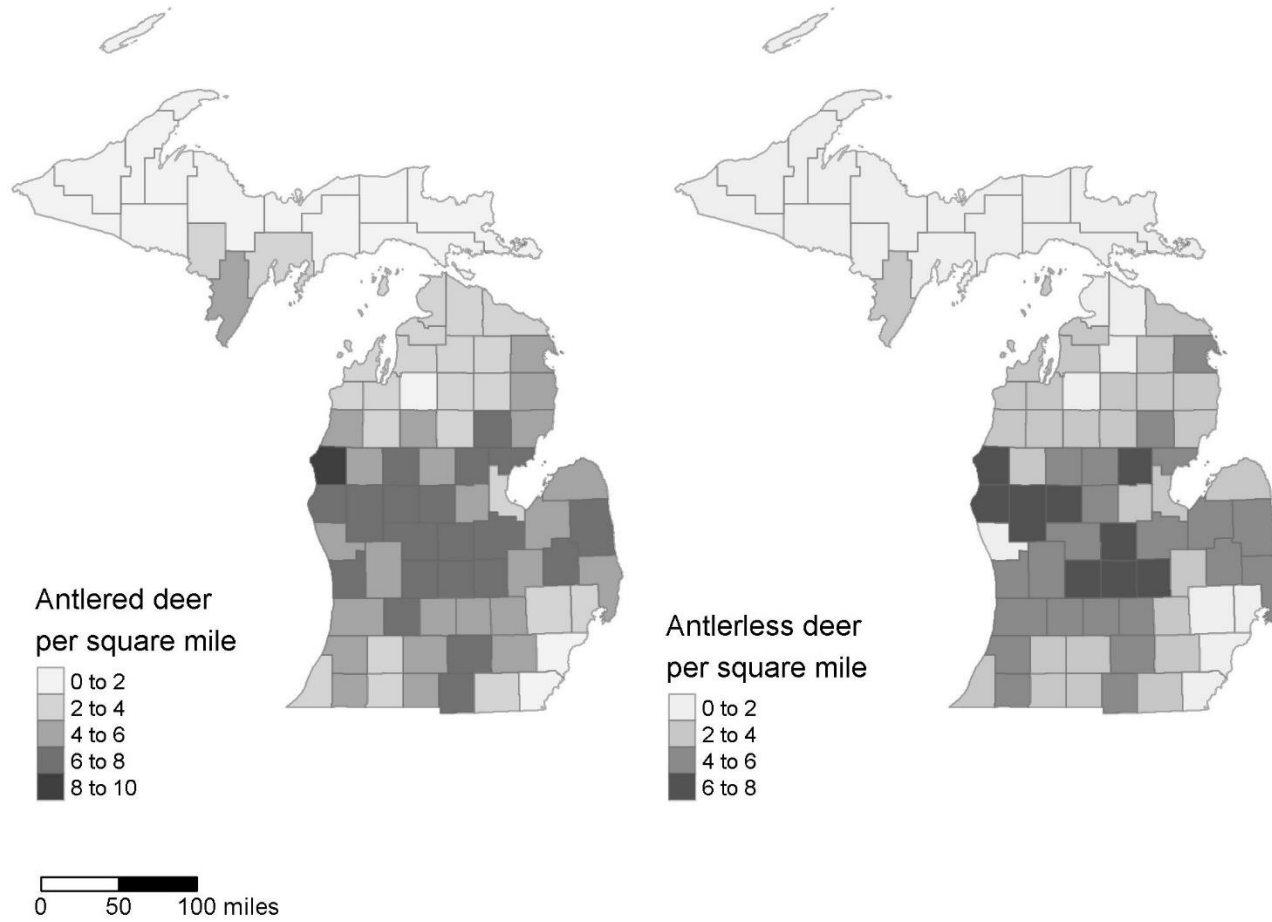 Antlered deer
per square mile
0 to 2
2 to 4
4 to 6
6 to 8
8 to 10
0 50 100 miles
Antlerless deer
per square mile
0 to 2
2 to 4
4 to 6
6 to 8